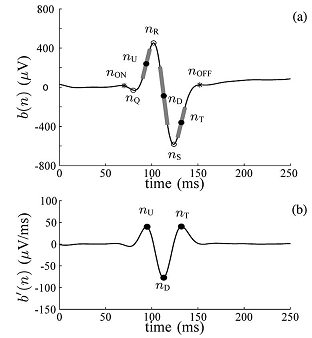 (a)
800
400
0
-400
-800
b(n) (μV)
n_ON
n_Q
n_U
n_R
n_D
n_S
n_T
n_OFF
0 50 100 150 200 250
time (ms)
(b)
100
50
0
-50
-100
-150
b′(n) (μV/ms)
n_U
n_T
n_D
0 50 100 150 200 250
time (ms)